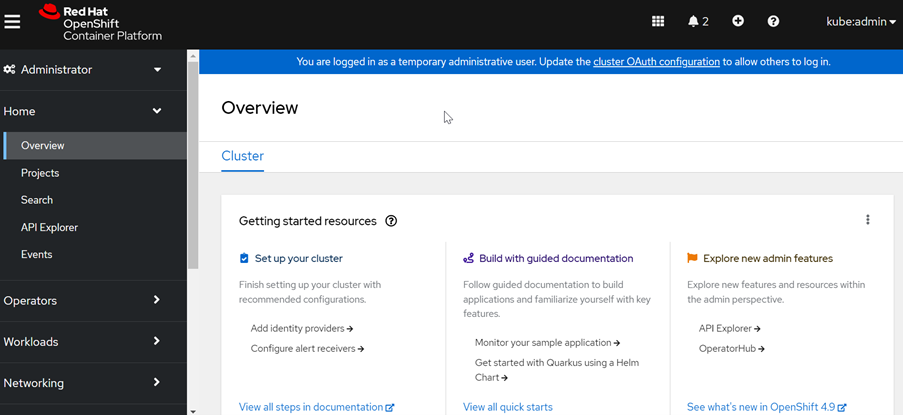 Red Hat
OpenShift
Container Platform
2
kube:admin
Administrator
Home
Overview
Projects
Search
API Explorer
Events
Operators
Workloads
Networking
You are logged in as a temporary administrative user. Update the cluster OAuth configuration to allow others to log in.
Overview
Cluster
Getting started resources
Set up your cluster
Finish setting up your cluster with
recommended configurations.
Add identity providers
Configure alert receivers
View all steps in documentation
Build with guided documentation
Follow guided documentation to build
applications and familiarize yourself with key
features.
Monitor your sample application
Get started with Quarkus using a Helm
Chart
View all quick starts
Explore new admin features
Explore new features and resources within
the admin perspective.
API Explorer
OperatorHub
See what's new in OpenShift 4.9